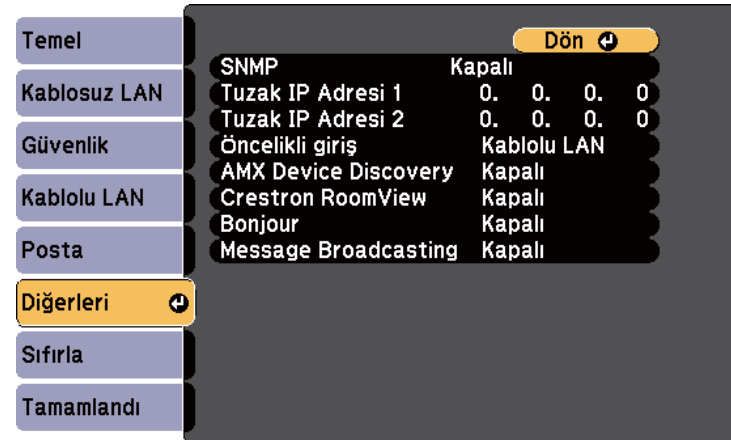 Temel
Kablosuz LAN
Güvenlik
Kablolu LAN
Posta
Diğerleri
Sıfırla
Tamamlandı
Dön
SNMP Kapalı
Tuzak IP Adresi 1 0. 0. 0. 0
Tuzak IP Adresi 2 0. 0. 0. 0
Öncelikli giriş Kablolu LAN
AMX Device Discovery Kapalı
Crestron RoomView Kapalı
Bonjour Kapalı
Message Broadcasting Kapalı